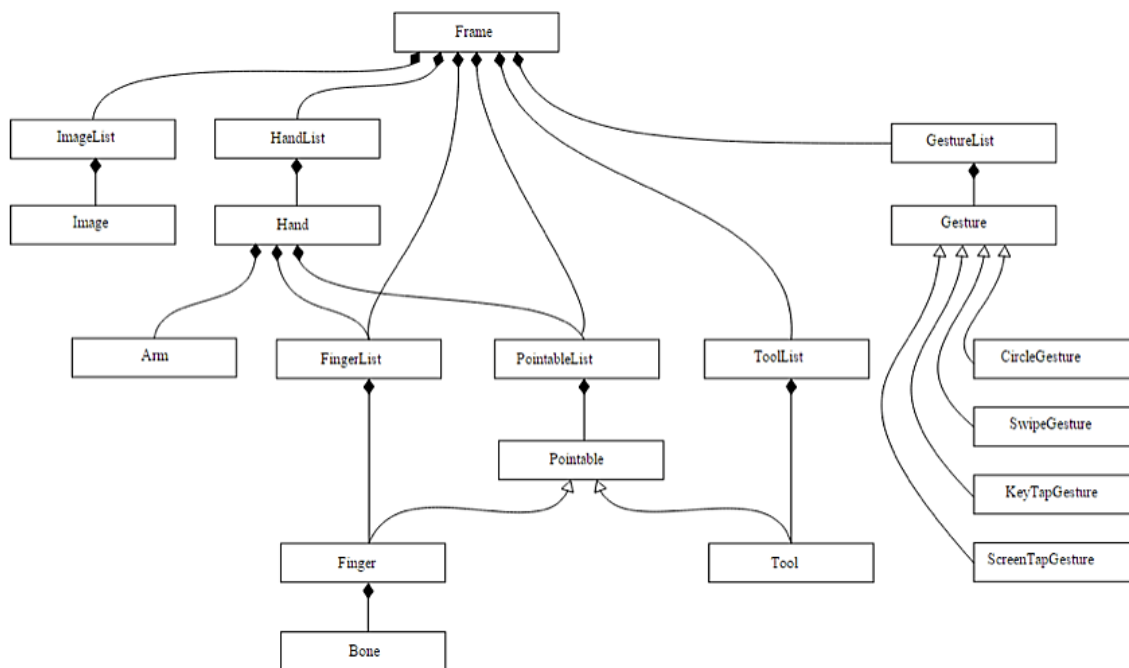 Frame
ImageList
HandList
GestureList
Image
Hand
Gesture
Arm
FingerList
PointableList
ToolList
CircleGesture
SwipeGesture
Pointable
KeyTapGesture
Finger
Tool
ScreenTapGesture
Bone